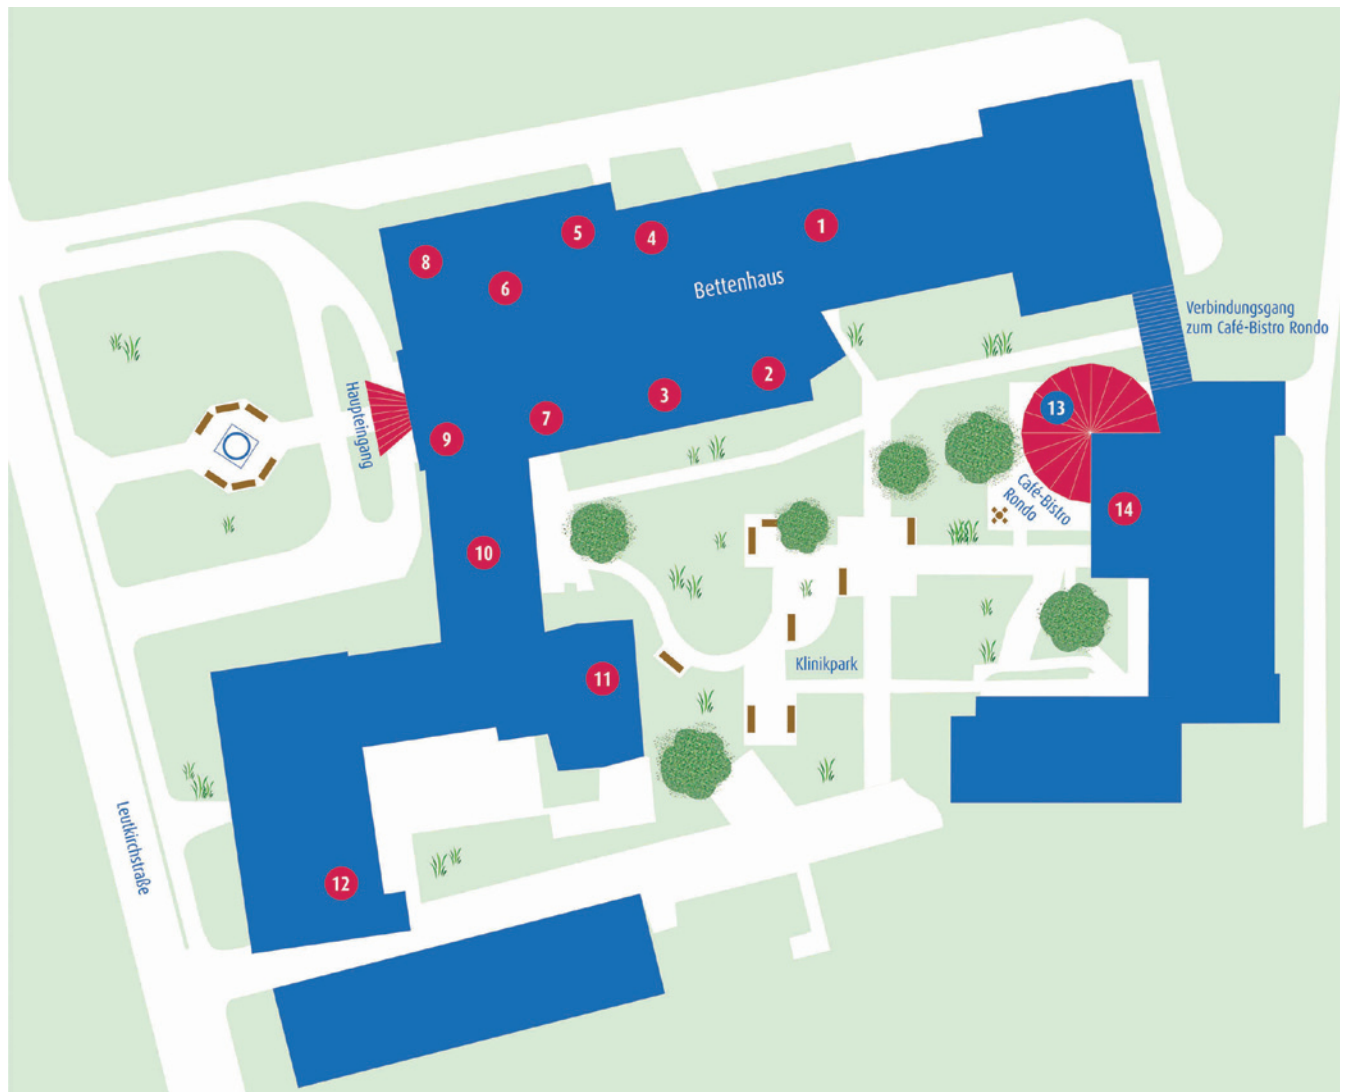 1
5
4
8
6
Bettenhaus
Verbindungsgang
zum Café-Bistro Rondo
2
3
7
9
Haupteingang
13
Café-Bistro
Rondo
14
10
11
Klinikpark
Leutkirchstraße
12